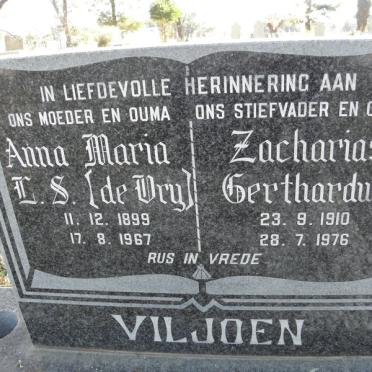 IN LIEFDEVOLLE HERINNERING AAN
ONS MOEDER EN OUMA
Anna Maria
L. S. (de Vry)
11. 12. 1899
17. 8. 1967
ONS STIEFVADER EN
Zacharias
Gerthardu
23. 9. 1910
28. 7. 1976
RUS IN VREDE
VILJOEN